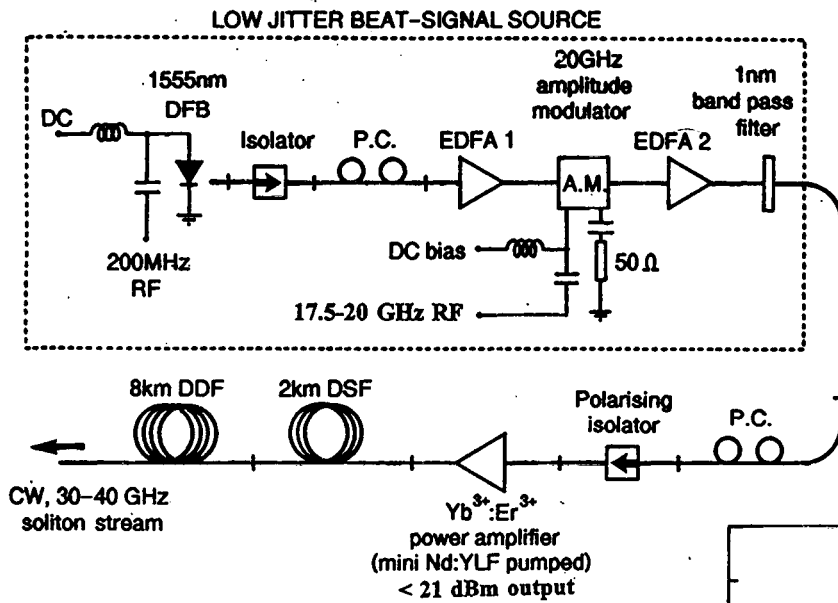 LOW JITTER BEAT-SIGNAL SOURCE
1555nm
DFB
DC
Isolator
P.C.
EDFA 1
20GHz
amplitude
modulator
A.M.
EDFA 2
1nm
band pass
filter
200MHz
RF
DC bias
50Ω
17.5-20 GHz RF
8km DDF
2km DSF
Polarising
isolator
P.C.
CW, 30-40 GHz
soliton stream
Yb³⁺:Er³⁺
power amplifier
(mini Nd:YLF pumped)
< 21 dBm output